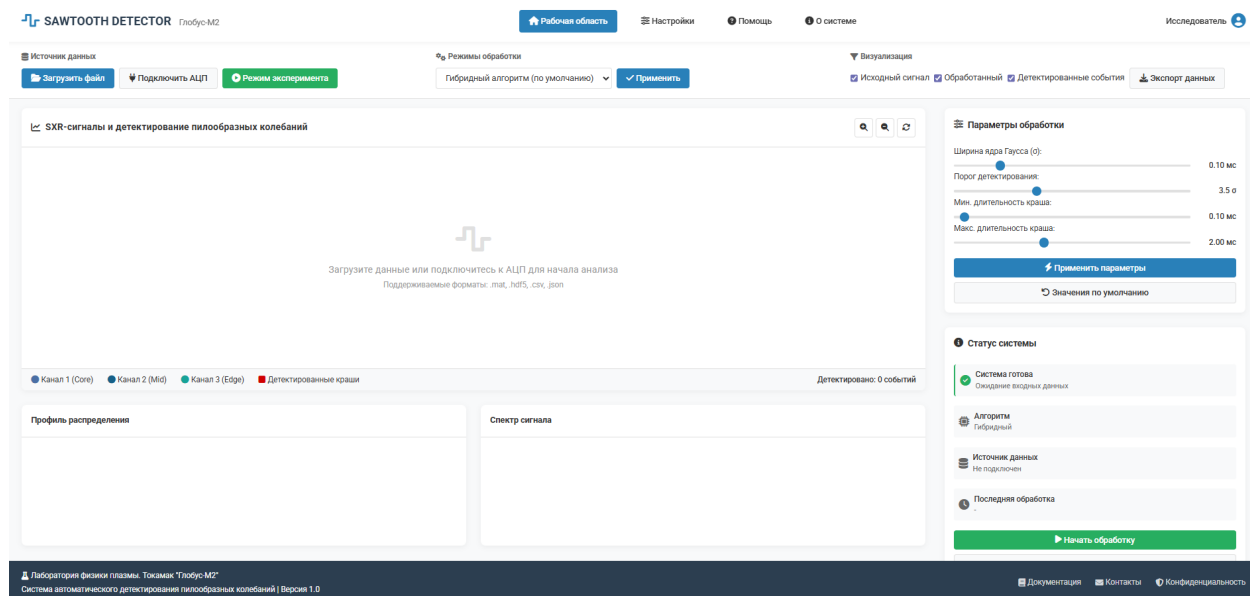 SAWTOOTH DETECTOR Глобус-М2
Рабочая область
Настройки
Помощь
О системе
Исследователь
Источник данных
Загрузить файл
Подключить АЦП
Режим эксперимента
Режимы обработки
Гибридный алгоритм (по умолчанию)
Применить
Визуализация
Исходный сигнал
Обработанный
Детектированные события
Экспорт данных
SXR-сигналы и детектирование пилообразных колебаний
Загрузите данные или подключитесь к АЦП для начала анализа
Поддерживаемые форматы: .mat, .hdf5, .csv, .json
Канал 1 (Core)
Канал 2 (Mid)
Канал 3 (Edge)
Детектированные краши
Детектировано: 0 событий
Профиль распределения
Спектр сигнала
Параметры обработки
Ширина ядра Гаусса (σ):
0.10 мс
Порог детектирования:
3.5 σ
Мин. длительность краша:
0.10 мс
Макс. длительность краша:
2.00 мс
Применить параметры
Значения по умолчанию
Статус системы
Система готова
Ожидание входных данных
Алгоритм
Гибридный
Источник данных
Не подключен
Последняя обработка
-
Начать обработку
Лаборатория физики плазмы. Токамак "Глобус-М2"
Система автоматического детектирования пилообразных колебаний | Версия 1.0
Документация
Контакты
Конфиденциальность